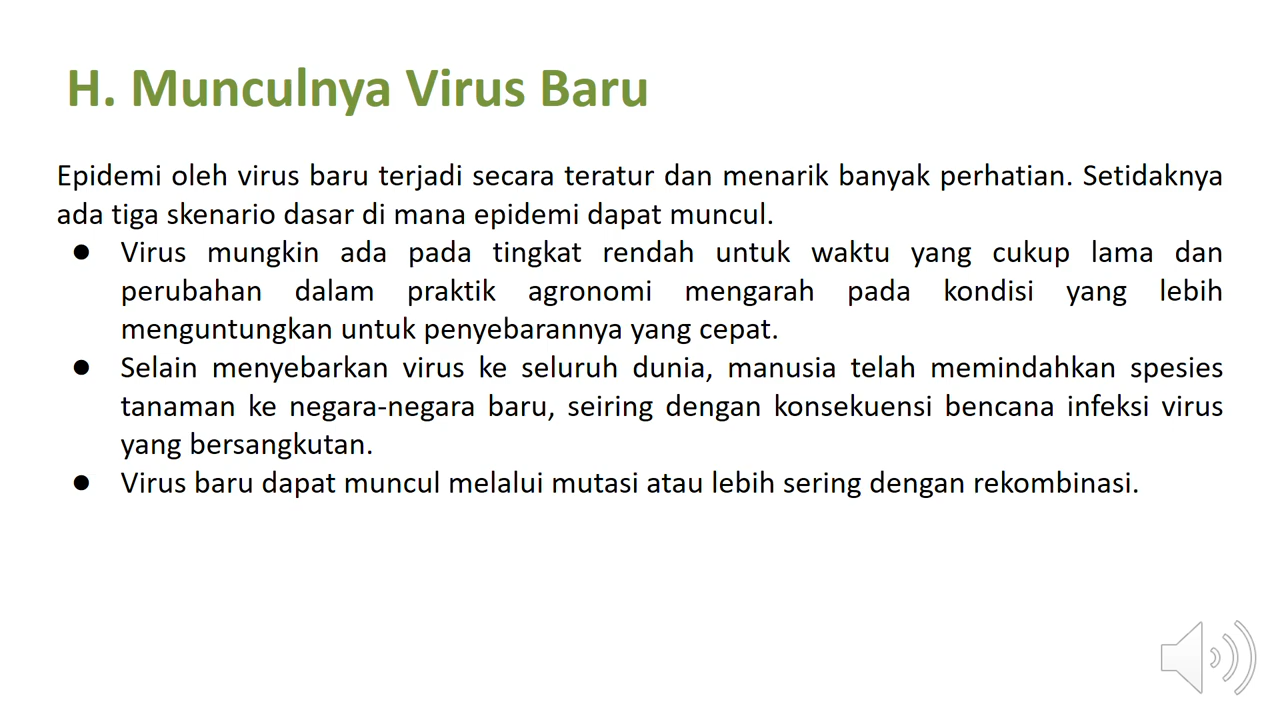 H. Munculnya Virus Baru
Epidemi oleh virus baru terjadi secara teratur dan menarik banyak perhatian. Setidaknya
ada tiga skenario dasar di mana epidemi dapat muncul.
● Virus mungkin ada pada tingkat rendah untuk waktu yang cukup lama dan
perubahan dalam praktik agronomi mengarah pada kondisi yang lebih
menguntungkan untuk penyebarannya yang cepat.
● Selain menyebarkan virus ke seluruh dunia, manusia telah memindahkan spesies
tanaman ke negara-negara baru, seiring dengan konsekuensi bencana infeksi virus
yang bersangkutan.
● Virus baru dapat muncul melalui mutasi atau lebih sering dengan rekombinasi.